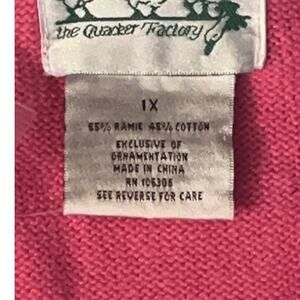 the Quacker Factory
1X
55% RAMIE 45% COTTON
EXCLUSIVE OF
ORNAMENTATION
MADE IN CHINA
RN 106306
SEE REVERSE FOR CARE